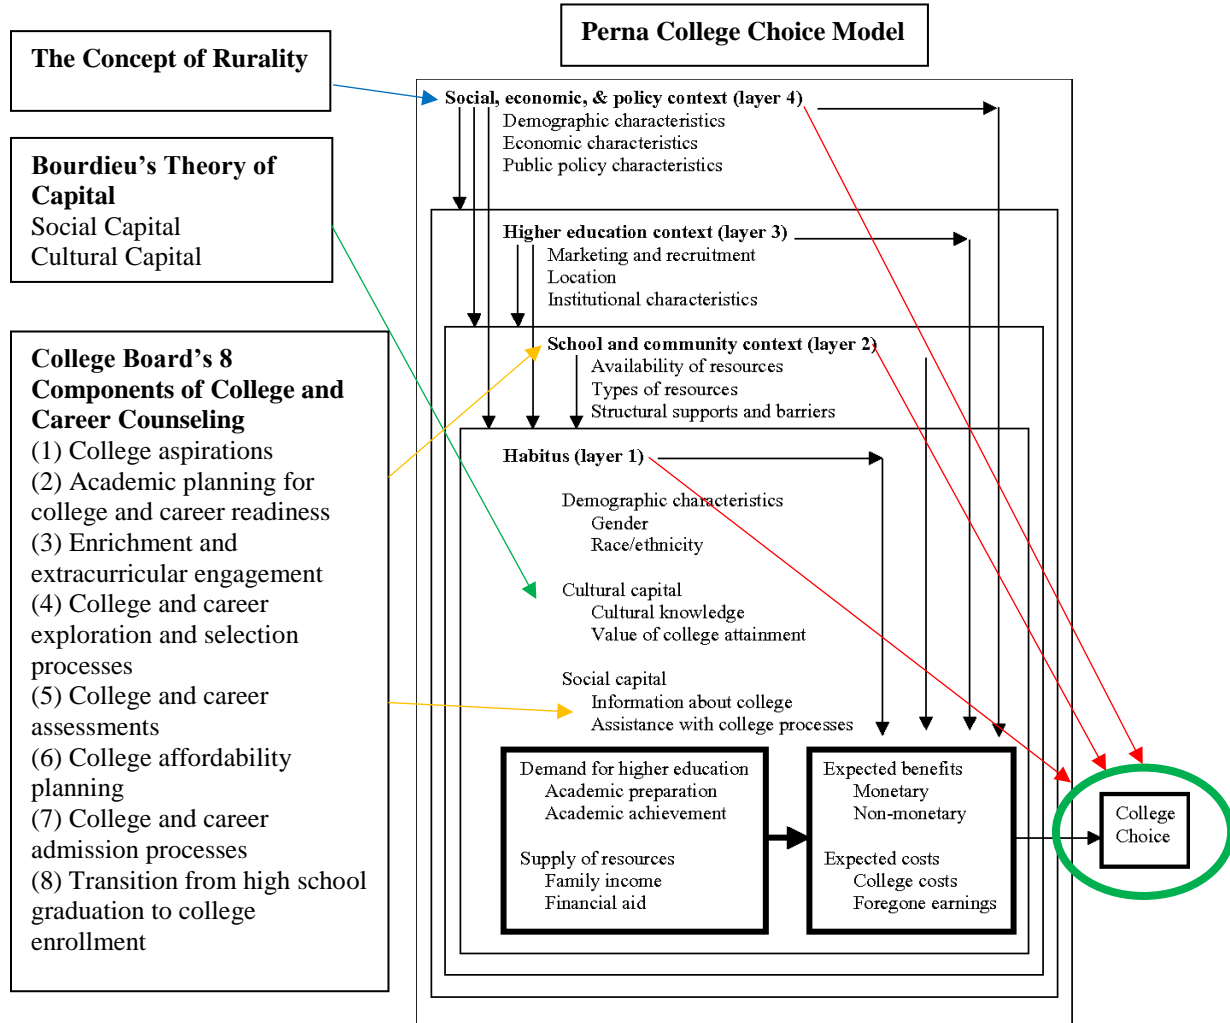 Perna College Choice Model
The Concept of Rurality
Bourdieu's Theory of
Capital
Social Capital
Cultural Capital
College Board's 8
Components of College and
Career Counseling
(1) College aspirations
(2) Academic planning for
college and career readiness
(3) Enrichment and
extracurricular engagement
(4) College and career
exploration and selection
processes
(5) College and career
assessments
(6) College affordability
planning
(7) College and career
admission processes
(8) Transition from high school
graduation to college
enrollment
Social, economic, & policy context (layer 4)
Demographic characteristics
Economic characteristics
Public policy characteristics
Higher education context (layer 3)
Marketing and recruitment
Location
Institutional characteristics
School and community context (layer 2)
Availability of resources
Types of resources
Structural supports and barriers
Habitus (layer 1)
Demographic characteristics
Gender
Race/ethnicity
Cultural capital
Cultural knowledge
Value of college attainment
Social capital
Information about college
Assistance with college processes
Demand for higher education
Academic preparation
Academic achievement
Supply of resources
Family income
Financial aid
Expected benefits
Monetary
Non-monetary
Expected costs
College costs
Foregone earnings
College
Choice